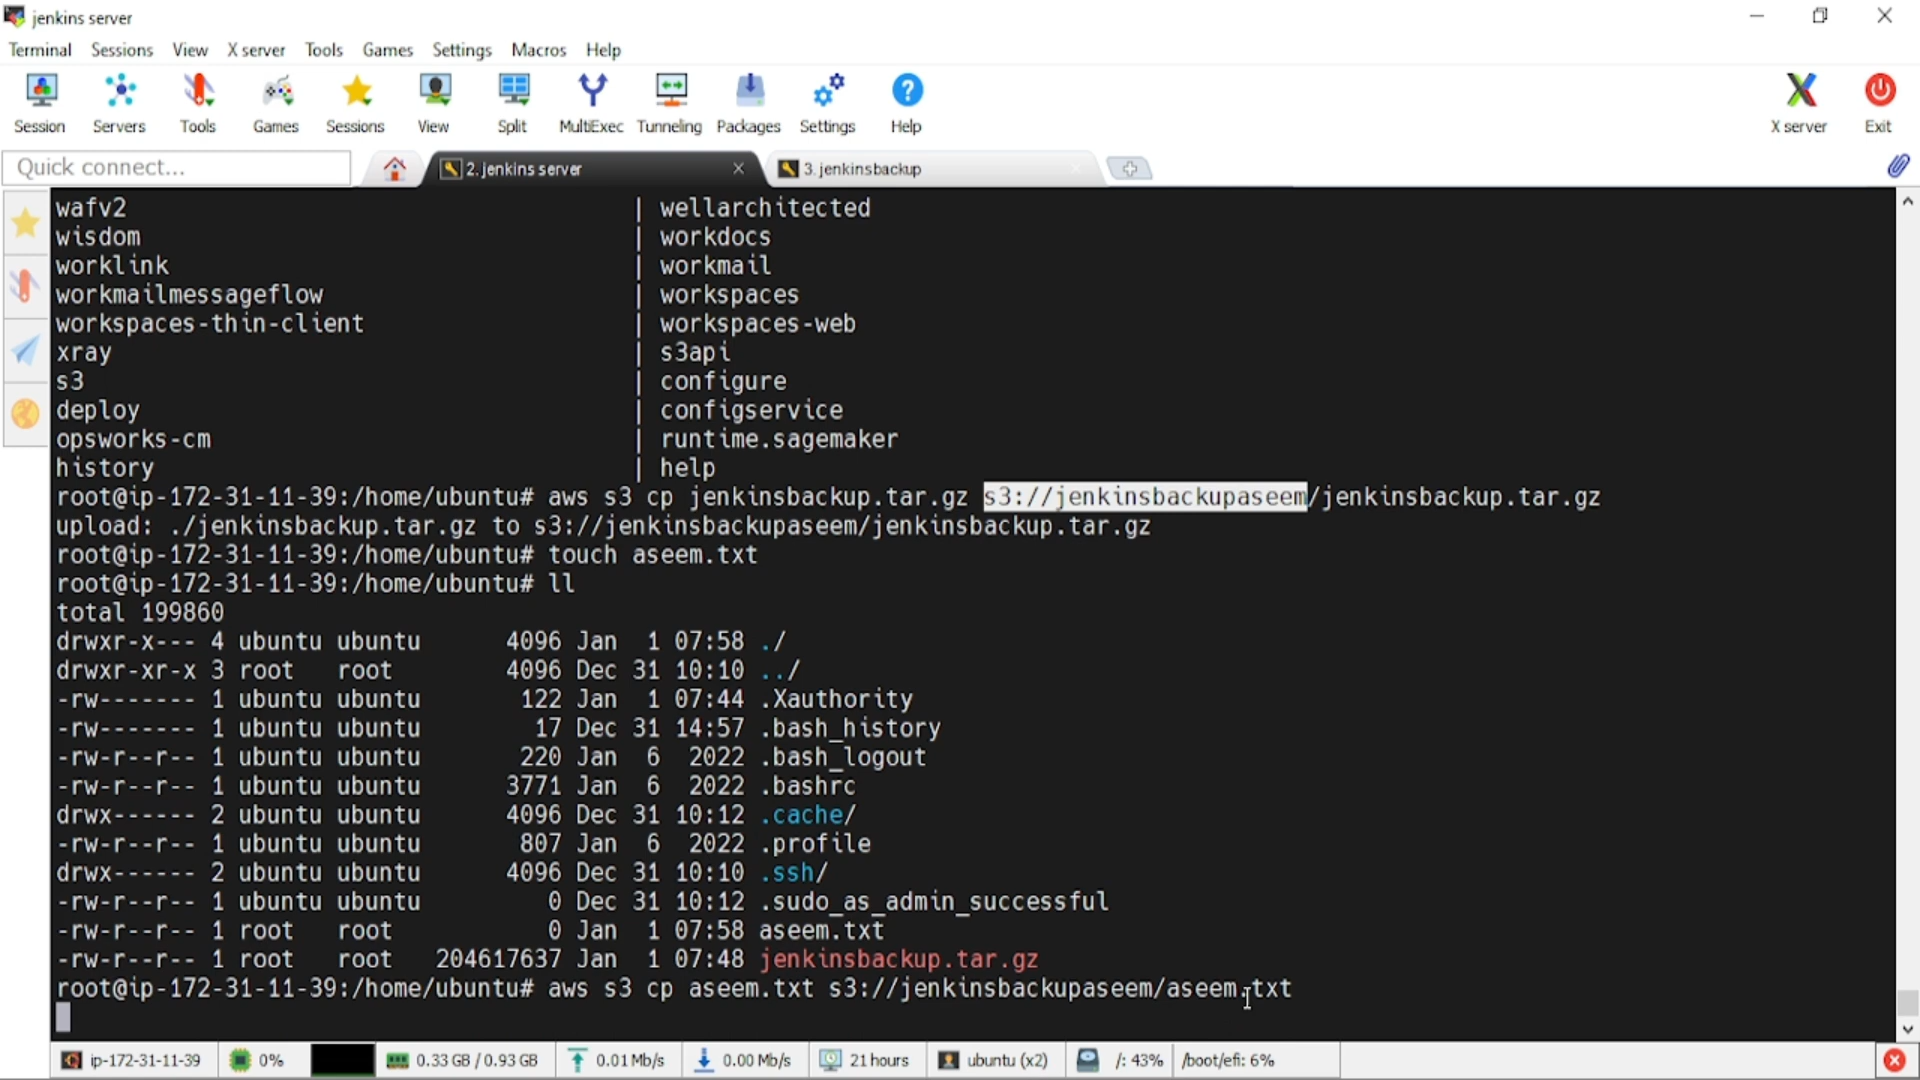 jenkins server
Terminal Sessions View X server Tools Games Settings Macros Help
Session Servers Tools Games Sessions View Split MultiExec Tunneling Packages Settings Help X server Exit
Quick connect... 2. jenkins server 3. jenkinsbackup
wafv2 | wellarchitected
wisdom | workdocs
worklink | workmail
workmailmessageflow | workspaces
workspaces-thin-client | workspaces-web
xray | s3api
s3 | configure
deploy | configservice
opsworks-cm | runtime.sagemaker
history | help
root@ip-172-31-11-39:/home/ubuntu# aws s3 cp jenkinsbackup.tar.gz s3://jenkinsbackupaseem/jenkinsbackup.tar.gz
upload: ./jenkinsbackup.tar.gz to s3://jenkinsbackupaseem/jenkinsbackup.tar.gz
root@ip-172-31-11-39:/home/ubuntu# touch aseem.txt
root@ip-172-31-11-39:/home/ubuntu# ll
total 199860
drwxr-x--- 4 ubuntu ubuntu 4096 Jan 1 07:58 ./
drwxr-xr-x 3 root root 4096 Dec 31 10:10 ../
-rw------- 1 ubuntu ubuntu 122 Jan 1 07:44 .Xauthority
-rw------- 1 ubuntu ubuntu 17 Dec 31 14:57 .bash_history
-rw-r--r-- 1 ubuntu ubuntu 220 Jan 6 2022 .bash_logout
-rw-r--r-- 1 ubuntu ubuntu 3771 Jan 6 2022 .bashrc
drwx------ 2 ubuntu ubuntu 4096 Dec 31 10:12 .cache/
-rw-r--r-- 1 ubuntu ubuntu 807 Jan 6 2022 .profile
drwx------ 2 ubuntu ubuntu 4096 Dec 31 10:10 .ssh/
-rw-r--r-- 1 ubuntu ubuntu 0 Dec 31 10:12 .sudo_as_admin_successful
-rw-r--r-- 1 root root 0 Jan 1 07:58 aseem.txt
-rw-r--r-- 1 root root 204617637 Jan 1 07:48 jenkinsbackup.tar.gz
root@ip-172-31-11-39:/home/ubuntu# aws s3 cp aseem.txt s3://jenkinsbackupaseem/aseem.txt
ip-172-31-11-39 0% 0.33 GB / 0.93 GB 0.01 Mb/s 0.00 Mb/s 21 hours ubuntu (x2) /: 43% /boot/efi: 6%